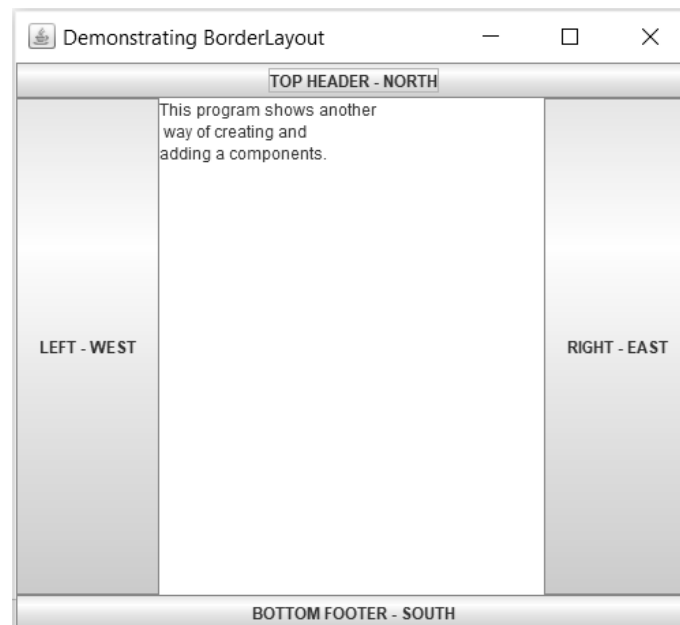 Demonstrating BorderLayout
TOP HEADER - NORTH
This program shows another
way of creating and
adding a components.
LEFT - WEST
RIGHT - EAST
BOTTOM FOOTER - SOUTH